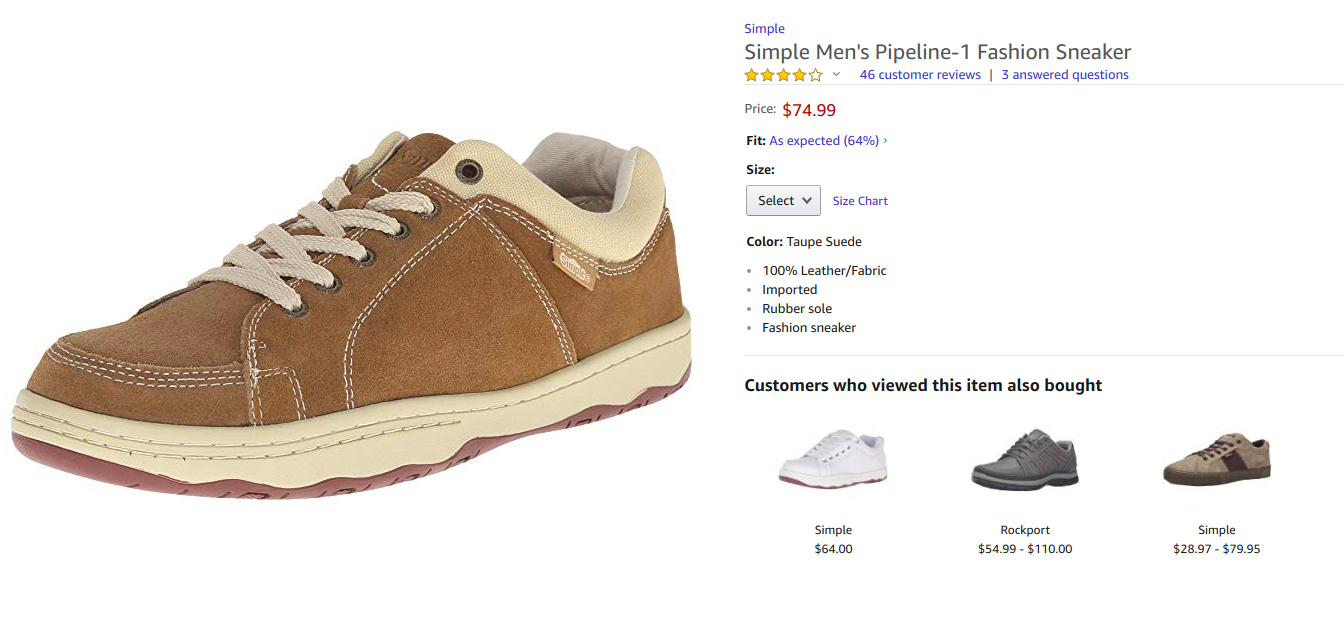 Simple
Simple Men's Pipeline-1 Fashion Sneaker
46 customer reviews | 3 answered questions
Price: $74.99
Fit: As expected (64%) ›
Size:
Select Size Chart
Color: Taupe Suede
• 100% Leather/Fabric
• Imported
• Rubber sole
• Fashion sneaker
Customers who viewed this item also bought
Simple Rockport Simple
$64.00 $54.99 - $110.00 $28.97 - $79.95
Simple